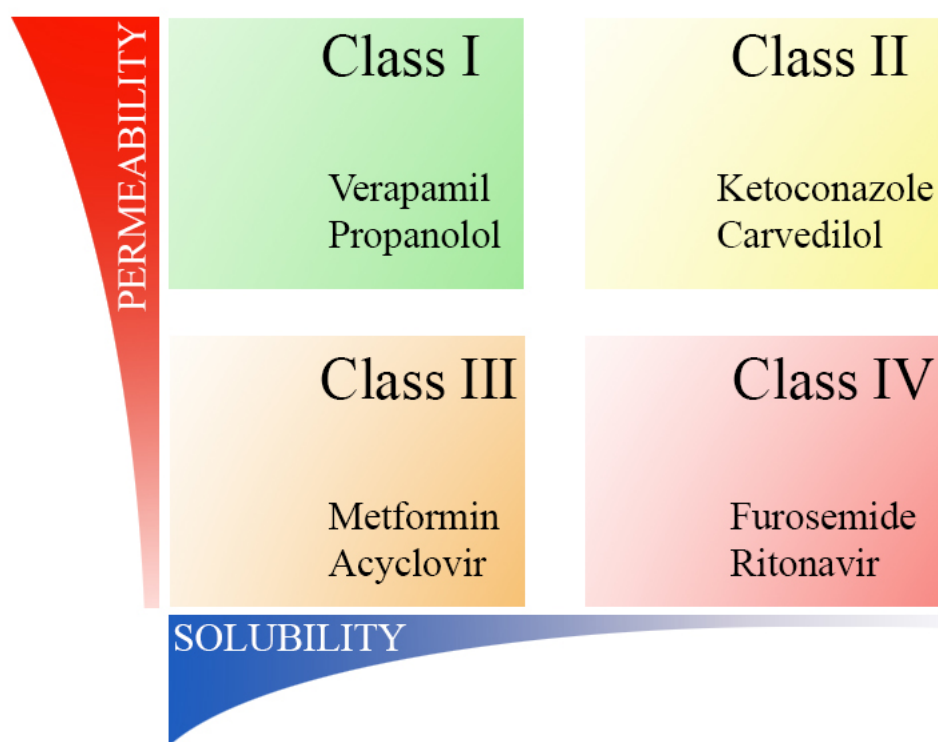 PERMEABILITY
Class I
Verapamil
Propanolol
Class II
Ketoconazole
Carvedilol
Class III
Metformin
Acyclovir
Class IV
Furosemide
Ritonavir
SOLUBILITY